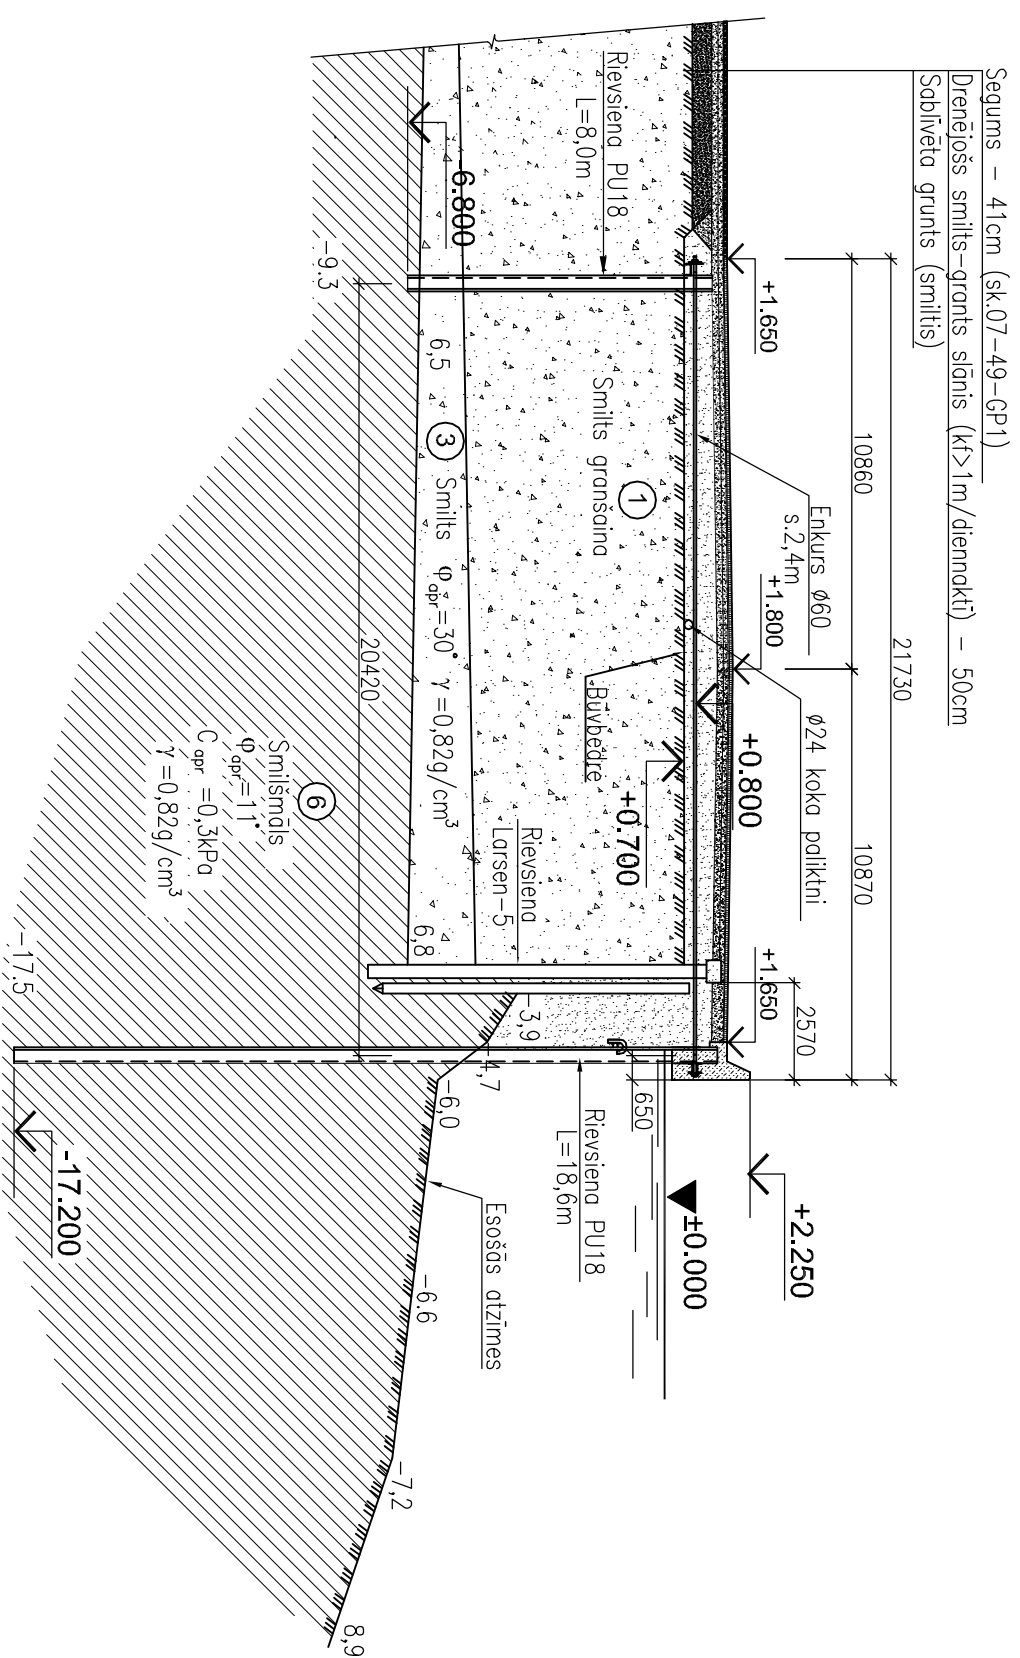 Segums - 41cm (sk.07-49-GP1)
Drenējošs smilts-grants slānis (kf>1m/diennaktī) - 50cm
Sablīvēta grunts (smiltis)
21730
10860
10870
2570
650
+1.650
+1.800
+1.650
+2.250
Enkurs ø60
s.2,4m
ø24 koka paliktni
+0.800
+0.700
±0.000
Rievsiena PU18
L=8,0m
Smilts granšaina
1
Būvbedre
Rievsiena
Larsen-5
Rievsiena PU18
L=18,6m
Esošās atzīmes
-6.800
6,5
3
Smilts φapr=30° γ=0,82g/cm³
6,8
-3,9
-4,7
-6,0
-6.6
-7,2
8,9
-9.3
20420
6
Smilšmāls
φapr=11°
Capr =0,3kPa
γ=0,82g/cm³
-17.5
-17.200